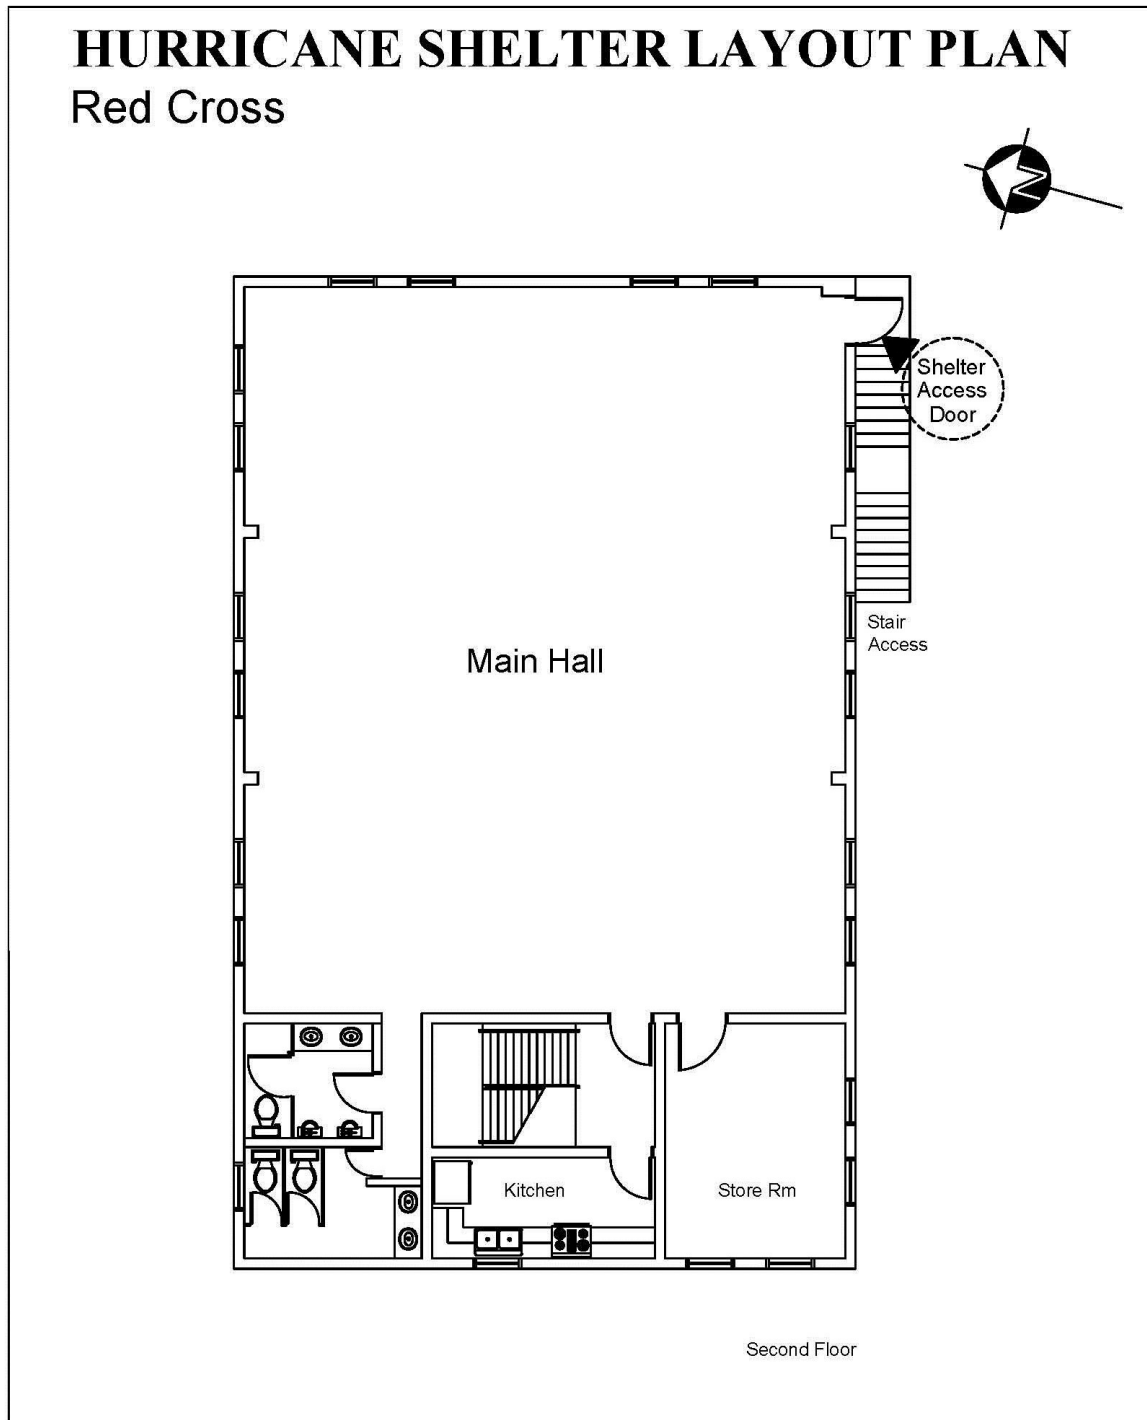 HURRICANE SHELTER LAYOUT PLAN
Red Cross
N
Shelter
Access
Door
Stair
Access
Main Hall
Kitchen
Store Rm
Second Floor